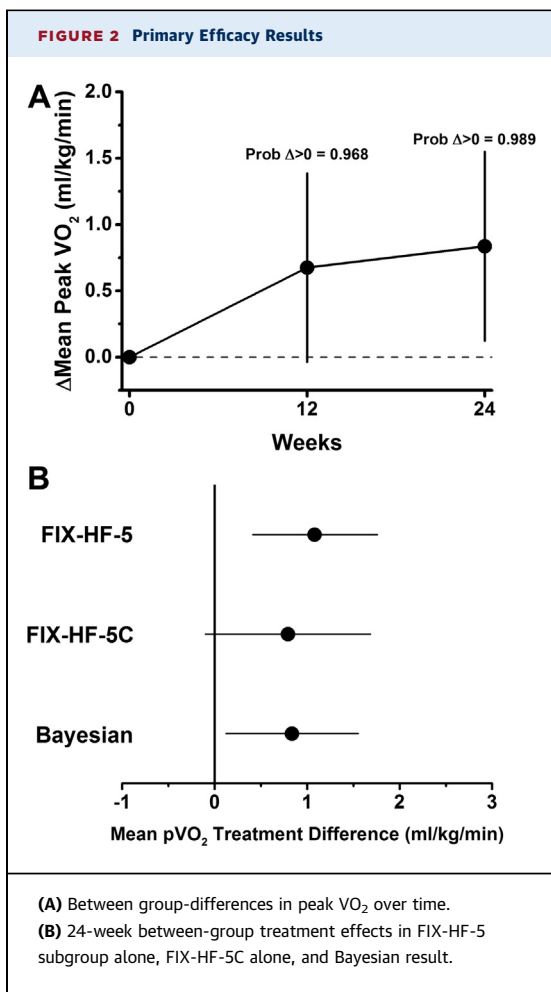 FIGURE 2 Primary Efficacy Results
A
2.0
1.5
1.0
0.5
0.0
ΔMean Peak VO₂ (ml/kg/min)
Prob Δ>0 = 0.968
Prob Δ>0 = 0.989
0
12
24
Weeks
B
FIX-HF-5
FIX-HF-5C
Bayesian
-1
0
1
2
3
Mean pVO₂ Treatment Difference (ml/kg/min)
(A) Between group-differences in peak VO₂ over time.
(B) 24-week between-group treatment effects in FIX-HF-5
subgroup alone, FIX-HF-5C alone, and Bayesian result.